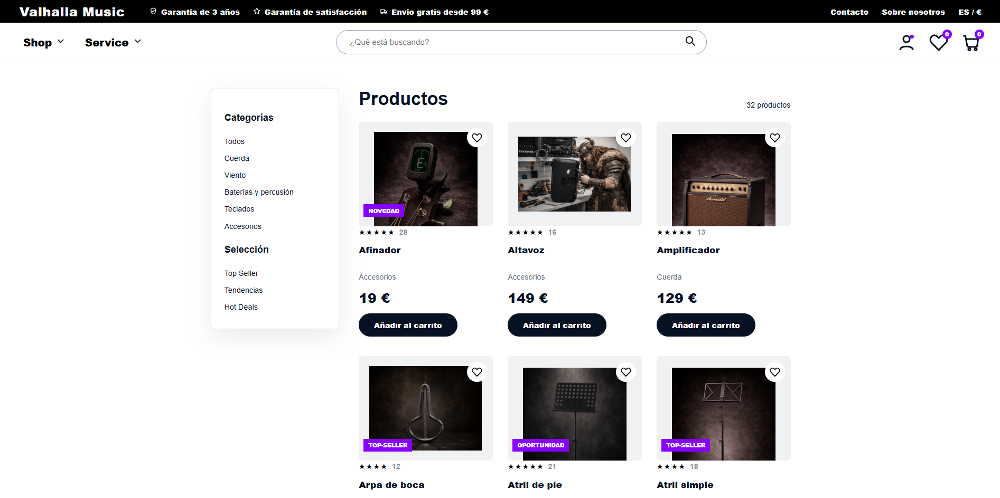 Valhalla Music
Garantía de 3 años
Garantía de satisfacción
Envío gratis desde 99 €
Contacto
Sobre nosotros
ES / €
Shop
Service
¿Qué está buscando?
0
0
Categorías
Todos
Cuerda
Viento
Baterías y percusión
Teclados
Accesorios
Selección
Top Seller
Tendencias
Hot Deals
Productos
32 productos
E
NOVEDAD
Acoustic
★★★★★ 28
★★★★★ 16
★★★★★ 13
Afinador
Altavoz
Amplificador
Accesorios
Accesorios
Cuerda
19 €
149 €
129 €
Añadir al carrito
Añadir al carrito
Añadir al carrito
TOP-SELLER
OPORTUNIDAD
TOP-SELLER
★★★★ 12
★★★★★ 21
★★★★ 18
Arpa de boca
Atril de pie
Atril simple